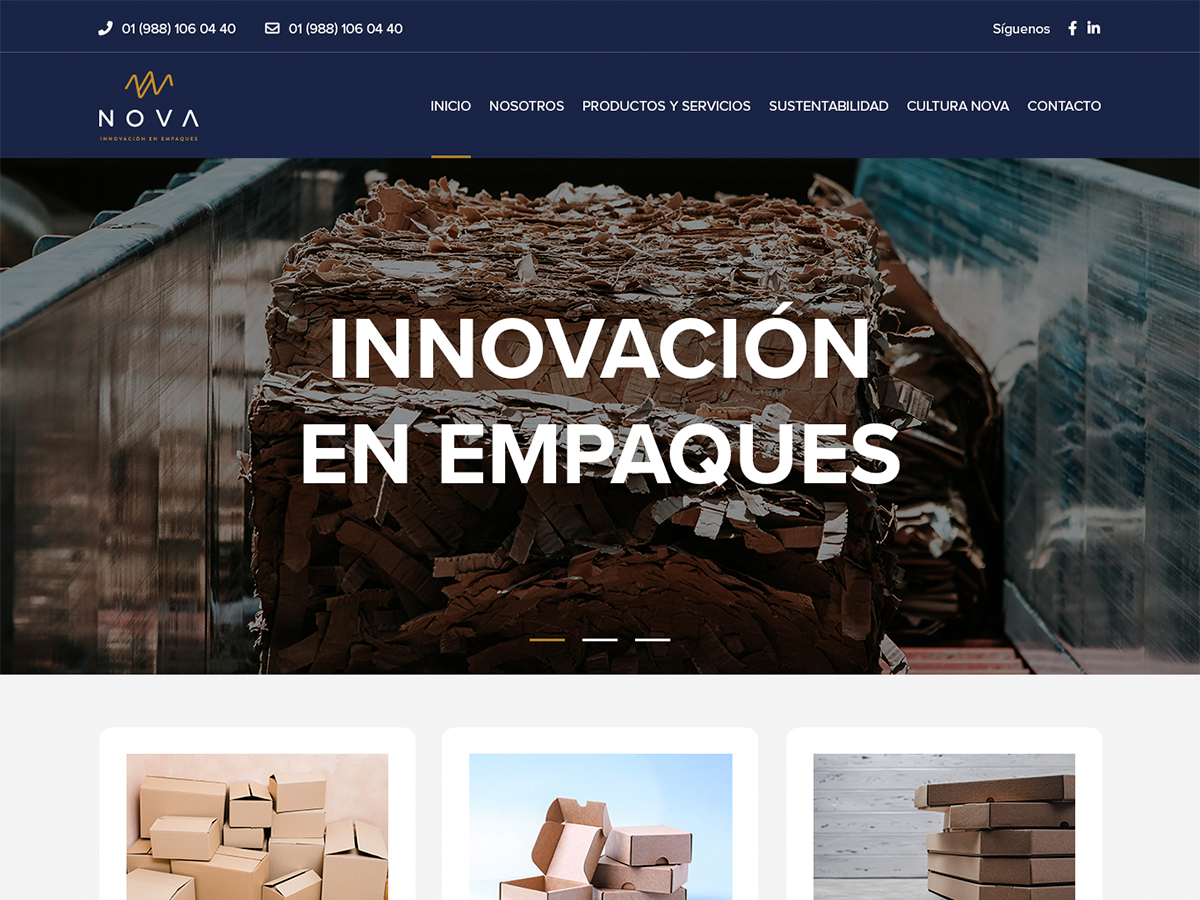 01 (988) 106 04 40
01 (988) 106 04 40
Síguenos
NOVA
INNOVACIÓN EN EMPAQUES
INICIO
NOSOTROS
PRODUCTOS Y SERVICIOS
SUSTENTABILIDAD
CULTURA NOVA
CONTACTO
INNOVACIÓN
EN EMPAQUES